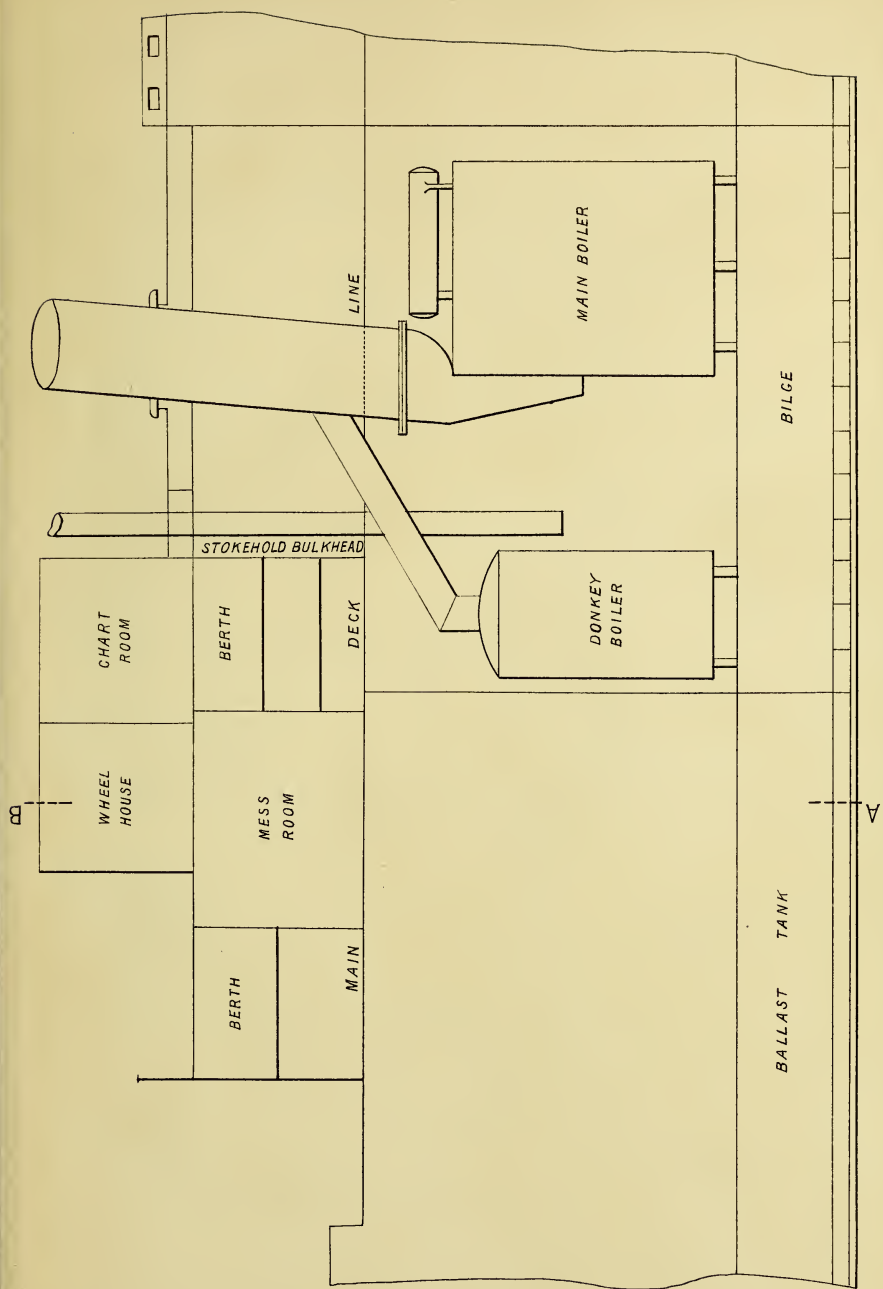 B
WHEEL
HOUSE
CHART
ROOM
BERTH
MESS
ROOM
BERTH
STOKEHOLD BULKHEAD
MAIN
DECK
LINE
DONKEY
BOILER
MAIN BOILER
BALLAST TANK
BILGE
A